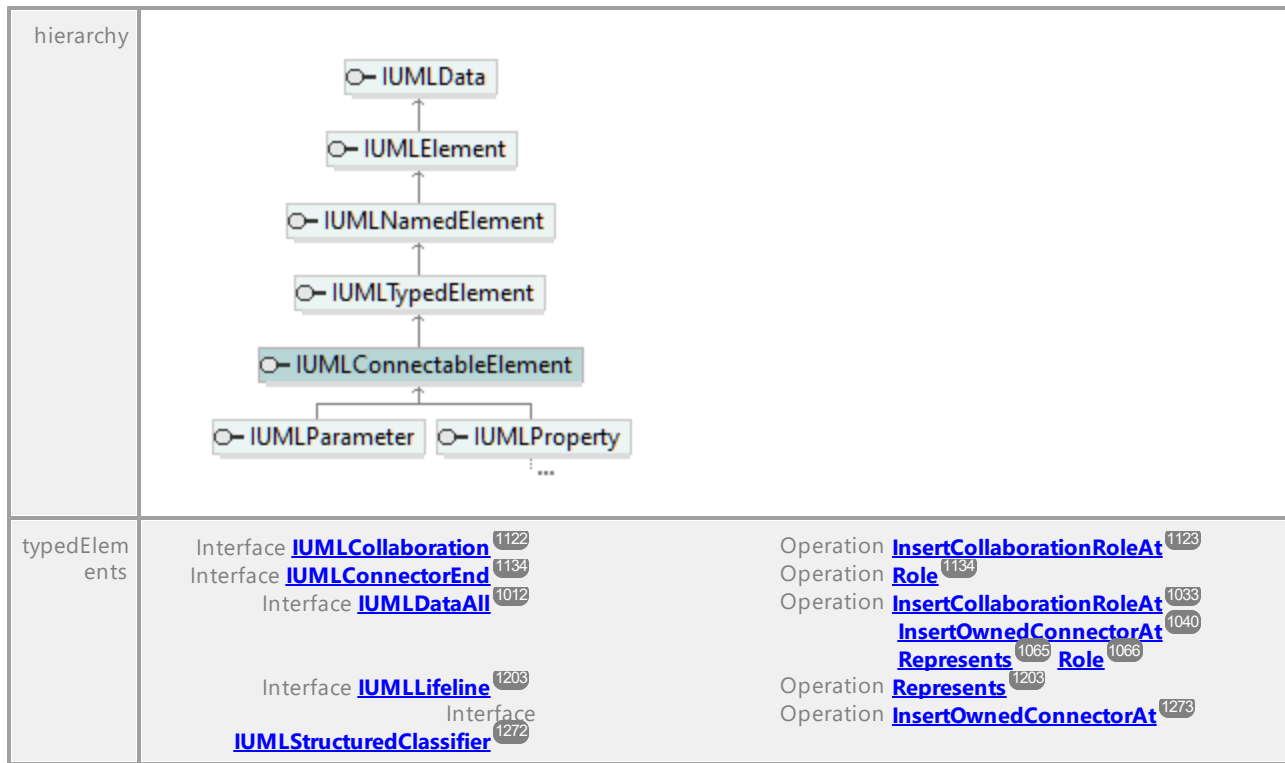 hierarchy
IUMLData
IUMLElement
IUMLNamedElement
IUMLTypedElement
IUMLConnectableElement
IUMLParameter IUMLProperty
...
typedElem
ents
Interface IUMLCollaboration 1122 Operation InsertCollaborationRoleAt 1123
Interface IUMLConnectorEnd 1134 Operation Role 1134
Interface IUMLDataAll 1012 Operation InsertCollaborationRoleAt 1033
InsertOwnedConnectorAt 1040
Represents 1065 Role 1066
Interface IUMLLifeline 1203 Operation Represents 1203
Interface Operation InsertOwnedConnectorAt 1273
IUMLStructuredClassifier 1272